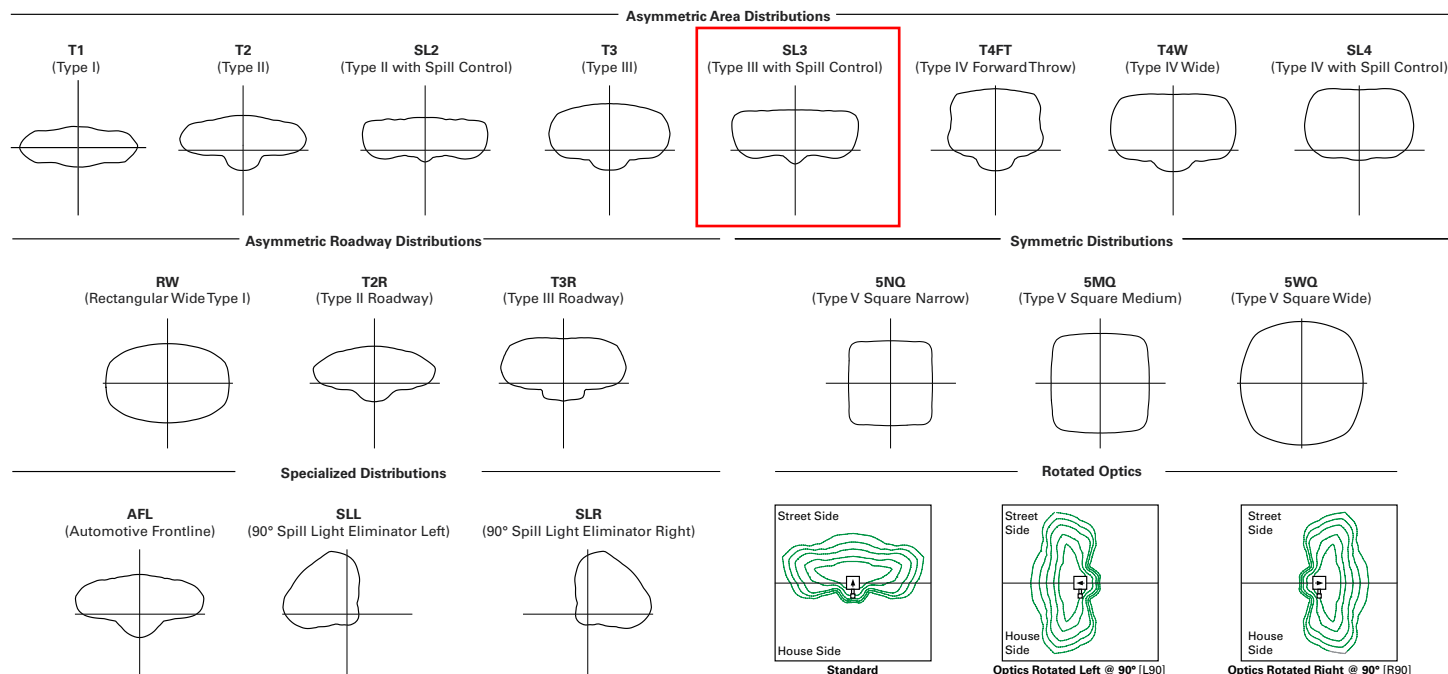 Asymmetric Area Distributions
T1
(Type I)
T2
(Type II)
SL2
(Type II with Spill Control)
T3
(Type III)
SL3
(Type III with Spill Control)
T4FT
(Type IV Forward Throw)
T4W
(Type IV Wide)
SL4
(Type IV with Spill Control)
Asymmetric Roadway Distributions
RW
(Rectangular Wide Type I)
T2R
(Type II Roadway)
T3R
(Type III Roadway)
Symmetric Distributions
5NQ
(Type V Square Narrow)
5MQ
(Type V Square Medium)
5WQ
(Type V Square Wide)
Specialized Distributions
AFL
(Automotive Frontline)
SLL
(90° Spill Light Eliminator Left)
SLR
(90° Spill Light Eliminator Right)
Rotated Optics
Street Side
House Side
Standard
Street
Side
House
Side
Optics Rotated Left @ 90° [L90]
Street
Side
House
Side
Optics Rotated Right @ 90° [R90]